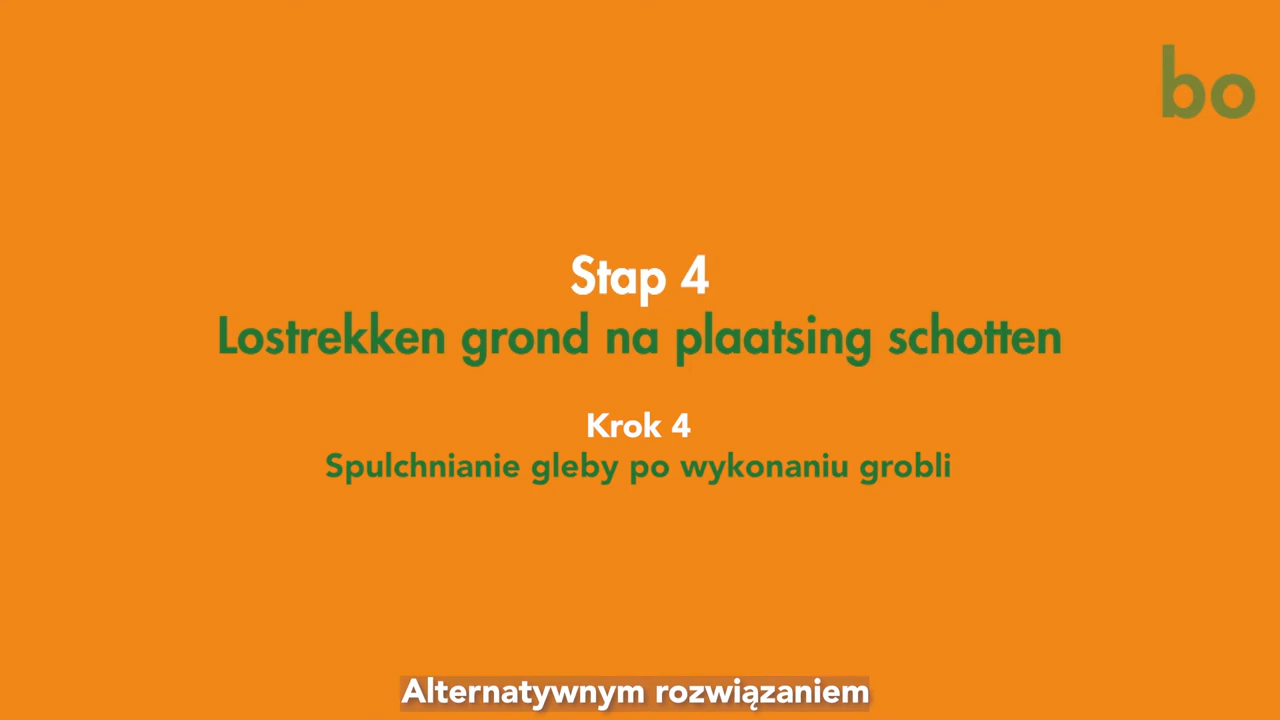 bo
Stap 4
Lostrekken grond na plaatsing schotten
Krok 4
Spulchnianie gleby po wykonaniu grobli
Alternatywnym rozwiązaniem